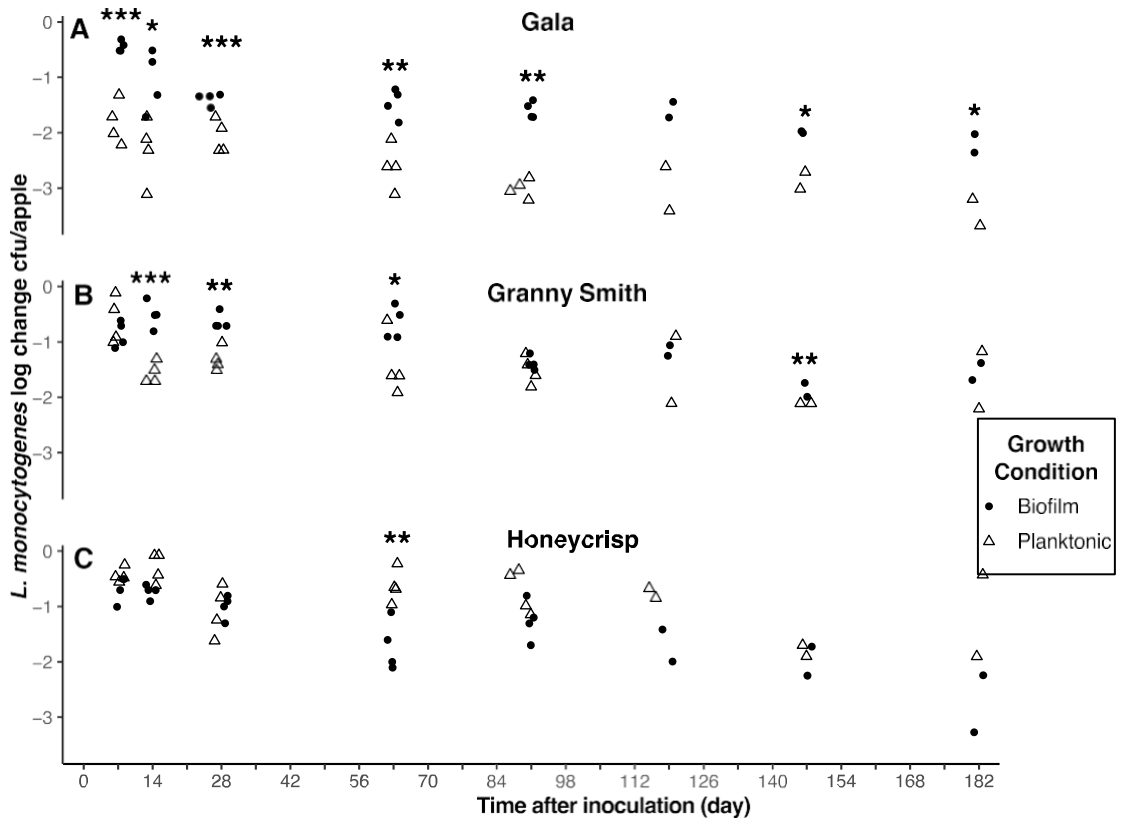 A
Gala
***
*
***
**
**
*
*
0
−1
−2
−3
B
Granny Smith
***
**
*
**
0
−1
−2
−3
C
Honeycrisp
**
0
−1
−2
−3
L. monocytogenes log change cfu/apple
Growth
Condition
Biofilm
Planktonic
0 14 28 42 56 70 84 98 112 126 140 154 168 182
Time after inoculation (day)